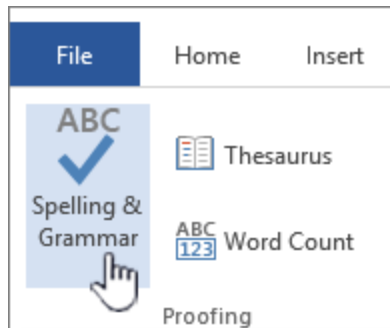 File Home Insert
ABC
Spelling &
Grammar
Thesaurus
ABC
123 Word Count
Proofing